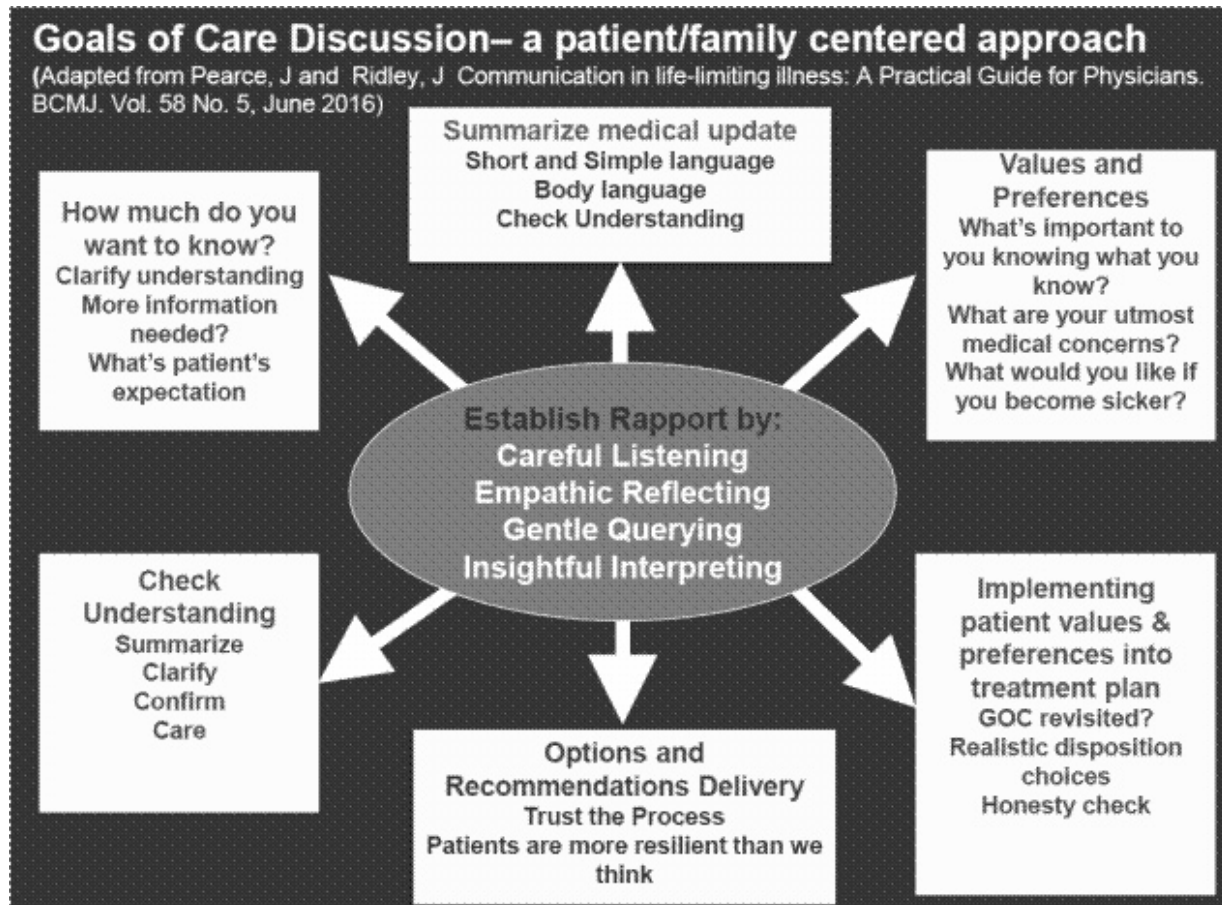 Goals of Care Discussion– a patient/family centered approach
(Adapted from Pearce, J and Ridley, J Communication in life-limiting illness: A Practical Guide for Physicians.
BCMJ. Vol. 58 No. 5, June 2016)
How much do you
want to know?
Clarify understanding
More information
needed?
What's patient's
expectation
Summarize medical update
Short and Simple language
Body language
Check Understanding
Values and
Preferences
What's important to
you knowing what you
know?
What are your utmost
medical concerns?
What would you like if
you become sicker?
Establish Rapport by:
Careful Listening
Empathic Reflecting
Gentle Querying
Insightful Interpreting
Check
Understanding
Summarize
Clarify
Confirm
Care
Options and
Recommendations Delivery
Trust the Process
Patients are more resilient than we
think
Implementing
patient values &
preferences into
treatment plan
GOC revisited?
Realistic disposition
choices
Honesty check